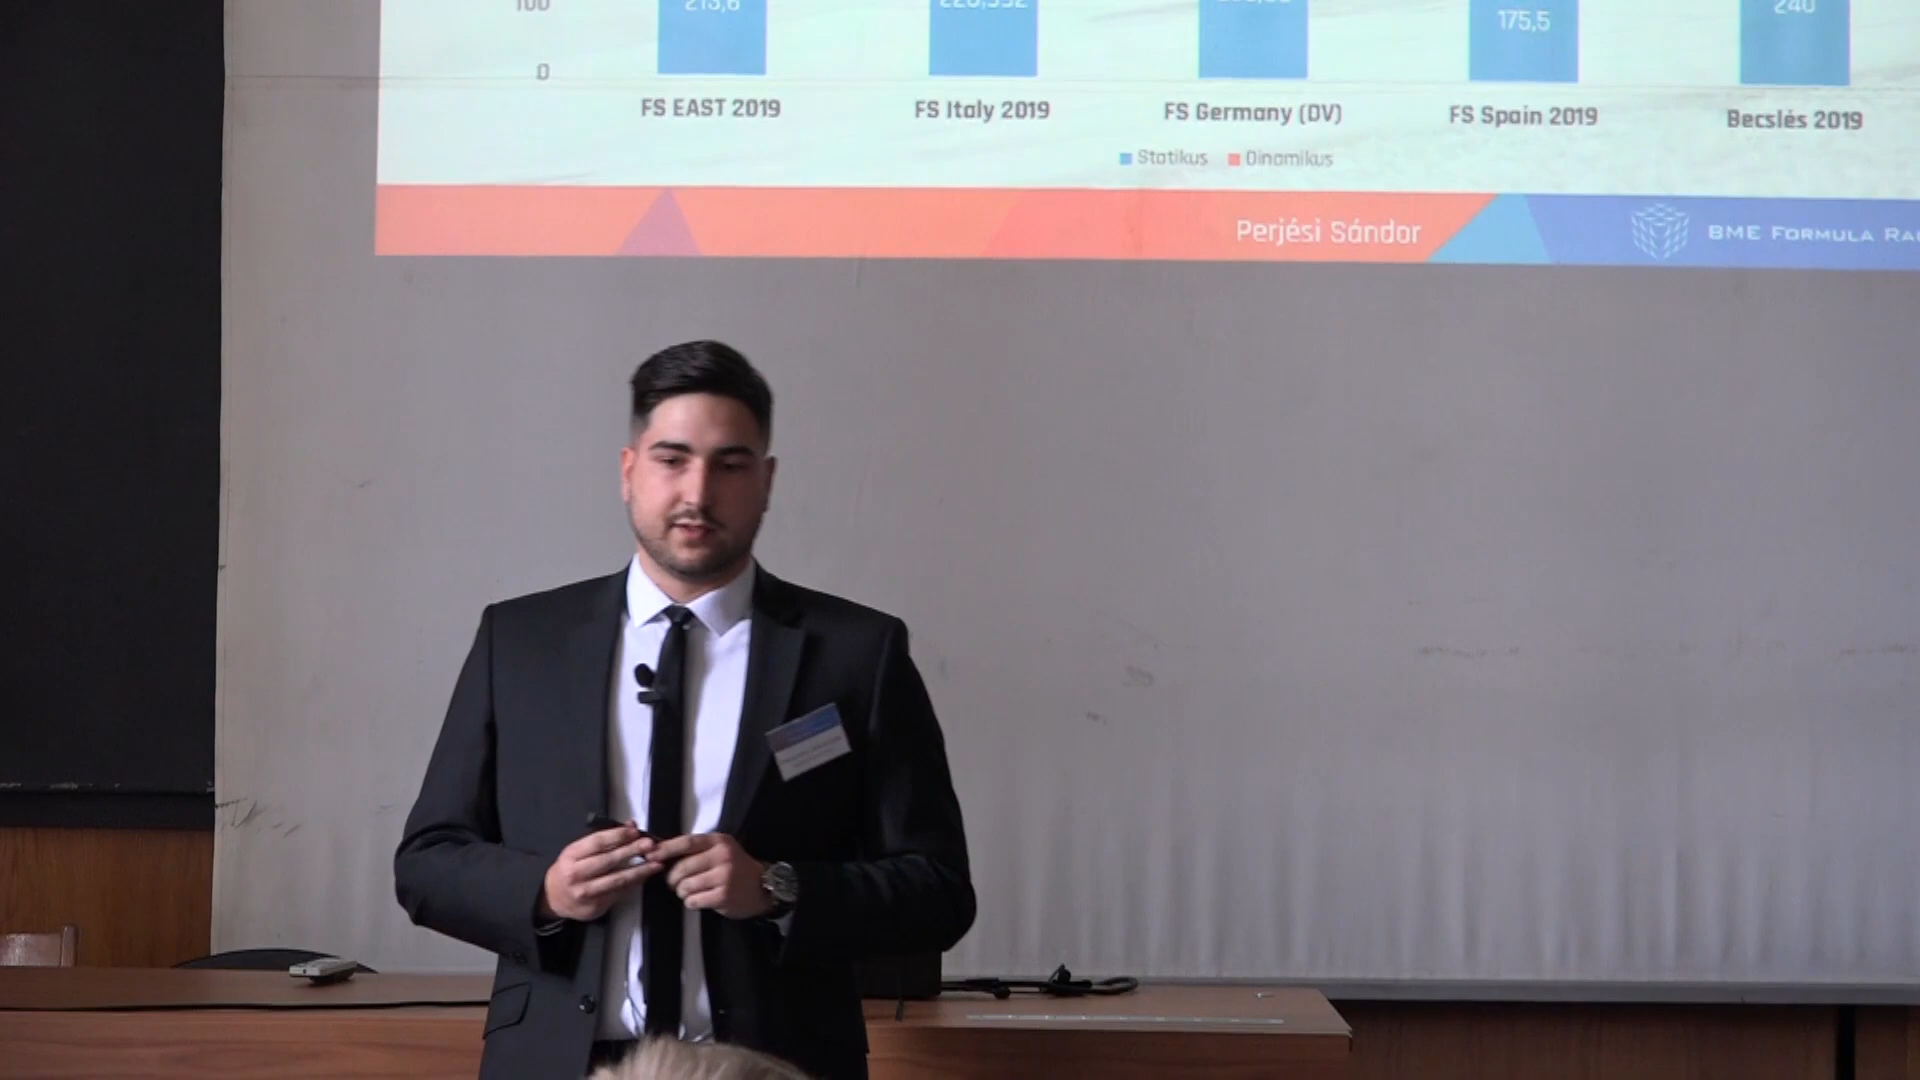 100
213,6
175,5
240
0
FS EAST 2019
FS Italy 2019
FS Germany (DV)
FS Spain 2019
Becslés 2019
Statikus
Dinamikus
Perjési Sándor
BME FORMULA